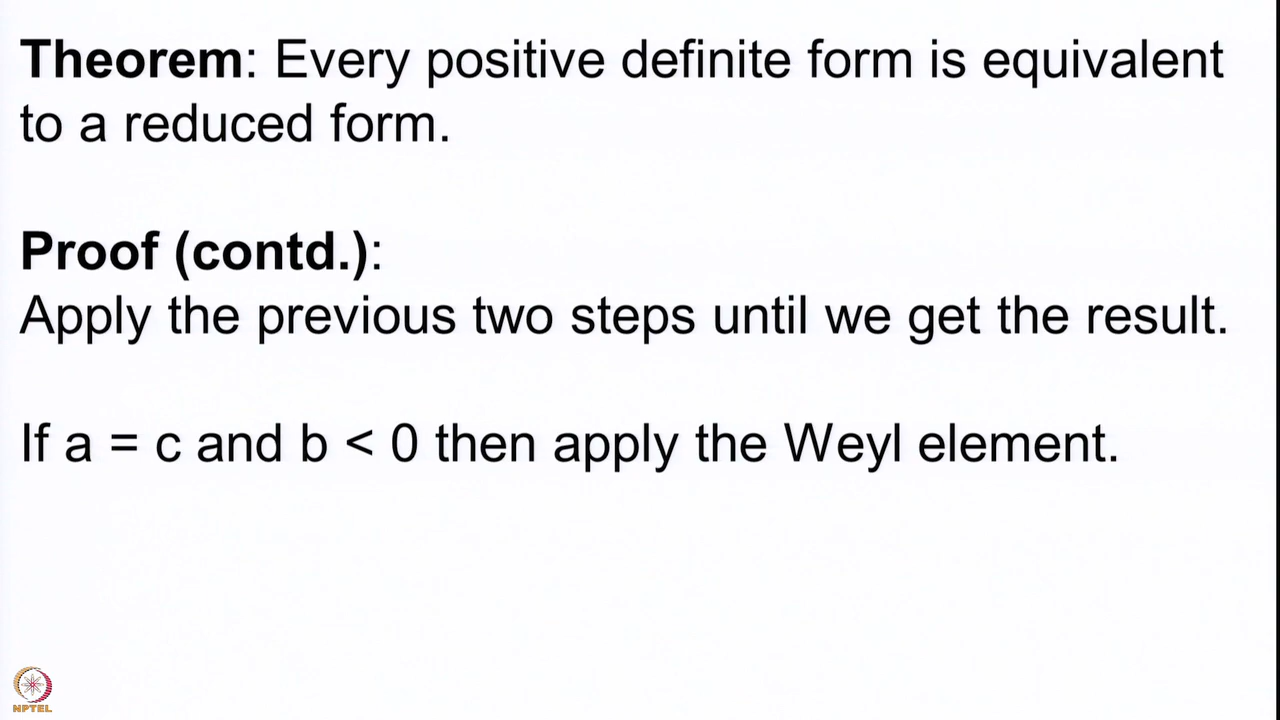 Theorem: Every positive definite form is equivalent
to a reduced form.
Proof (contd.):
Apply the previous two steps until we get the result.
If a = c and b < 0 then apply the Weyl element.
NPTEL